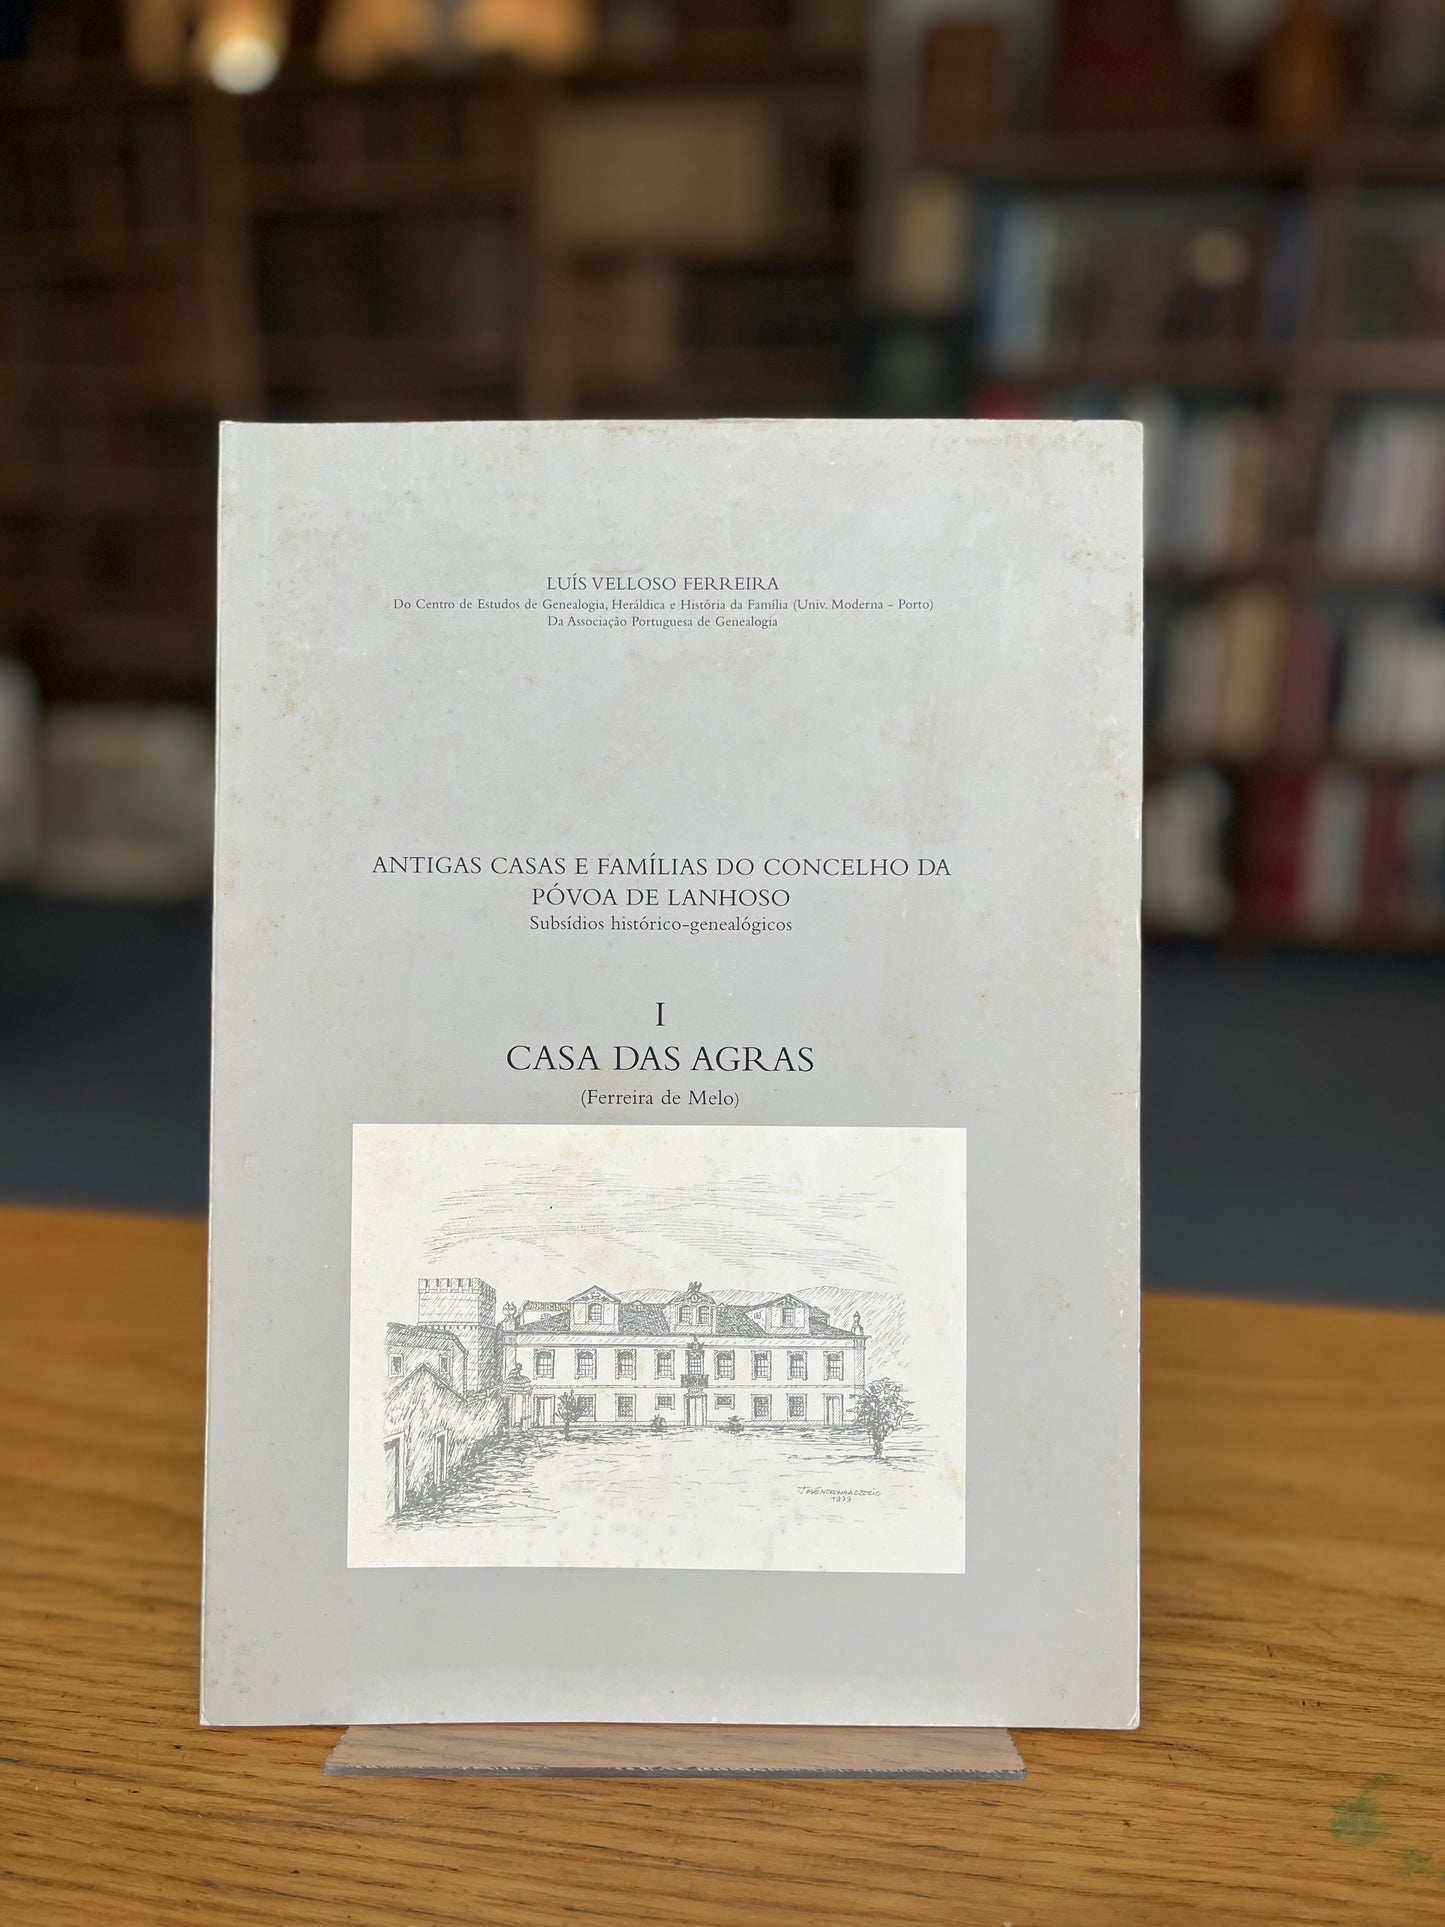 LUÍS VELLOSO FERREIRA
Do Centro de Estudos de Genealogia, Heráldica e História da Família (Univ. Moderna - Porto)
Da Associação Portuguesa de Genealogia
ANTIGAS CASAS E FAMÍLIAS DO CONCELHO DA
PÓVOA DE LANHOSO
Subsídios histórico-genealógicos
I
CASA DAS AGRAS
(Ferreira de Melo)